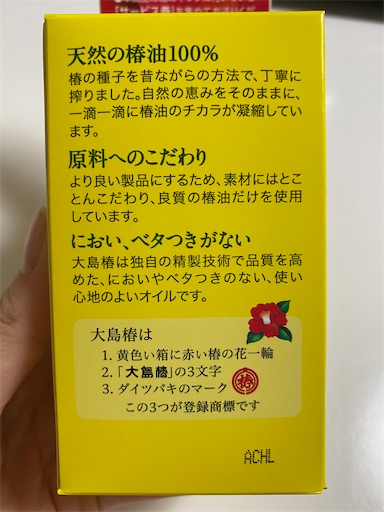 天然の椿油100%
椿の種子を昔ながらの方法で、丁寧に
搾りました。自然の恵みをそのままに、
一滴一滴に椿油のチカラが凝縮してい
ます。
原料へのこだわり
より良い製品にするため、素材にはとこ
とんこだわり、良質の椿油だけを使用
しています。
におい、ベタつきがない
大島椿は独自の精製技術で品質を高
めた、においやベタつきのない、使い
心地のよいオイルです。
大島椿は
1. 黄色い箱に赤い椿の花一輪
2. 「大島椿」の3文字
3. ダイツバキのマーク 椿
この3つが登録商標です
ACHL